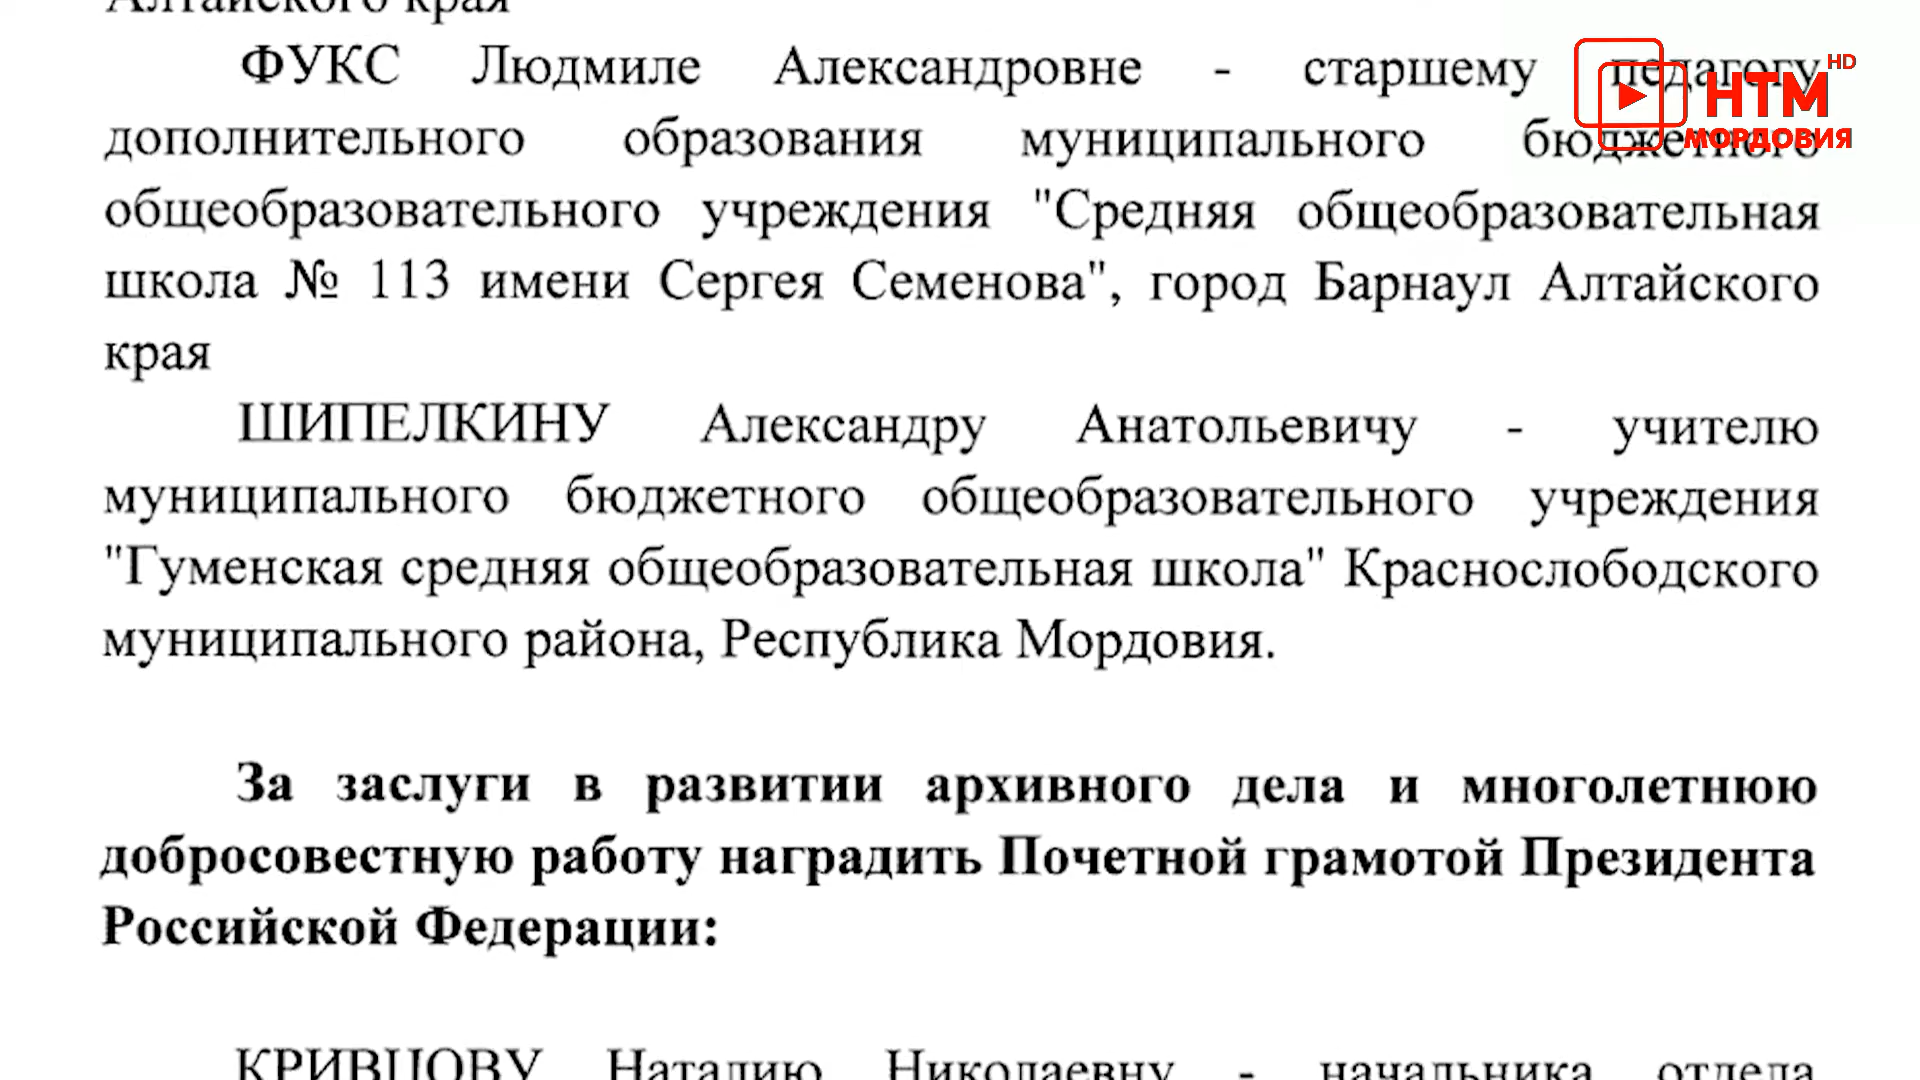 Алтайского края
ФУКС Людмиле Александровне - старшему педагогу
дополнительного образования муниципального бюджетного
общеобразовательного учреждения "Средняя общеобразовательная
школа № 113 имени Сергея Семенова", город Барнаул Алтайского
края
ШИПЕЛКИНУ Александру Анатольевичу - учителю
муниципального бюджетного общеобразовательного учреждения
"Гуменская средняя общеобразовательная школа" Краснослободского
муниципального района, Республика Мордовия.
За заслуги в развитии архивного дела и многолетнюю
добросовестную работу наградить Почетной грамотой Президента
Российской Федерации:
КРИВЦОВУ Наталию Николаевну - начальника отдела
НТМ HD
МОРДОВИЯ